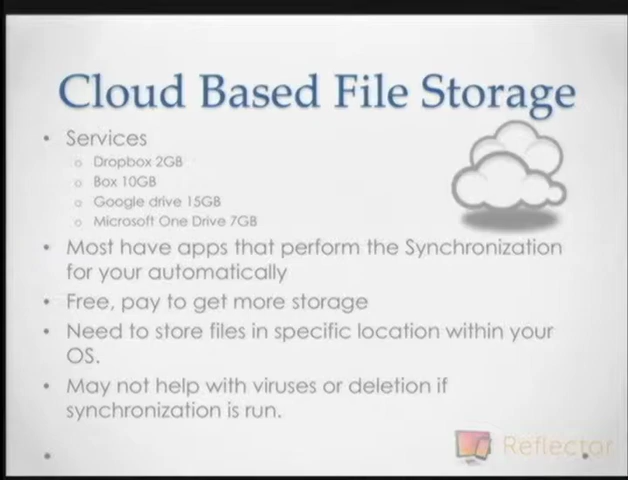 Cloud Based File Storage
• Services
o Dropbox 2GB
o Box 10GB
o Google drive 15GB
o Microsoft One Drive 7GB
• Most have apps that perform the Synchronization
for your automatically
• Free, pay to get more storage
• Need to store files in specific location within your
OS.
• May not help with viruses or deletion if
synchronization is run.
Reflector